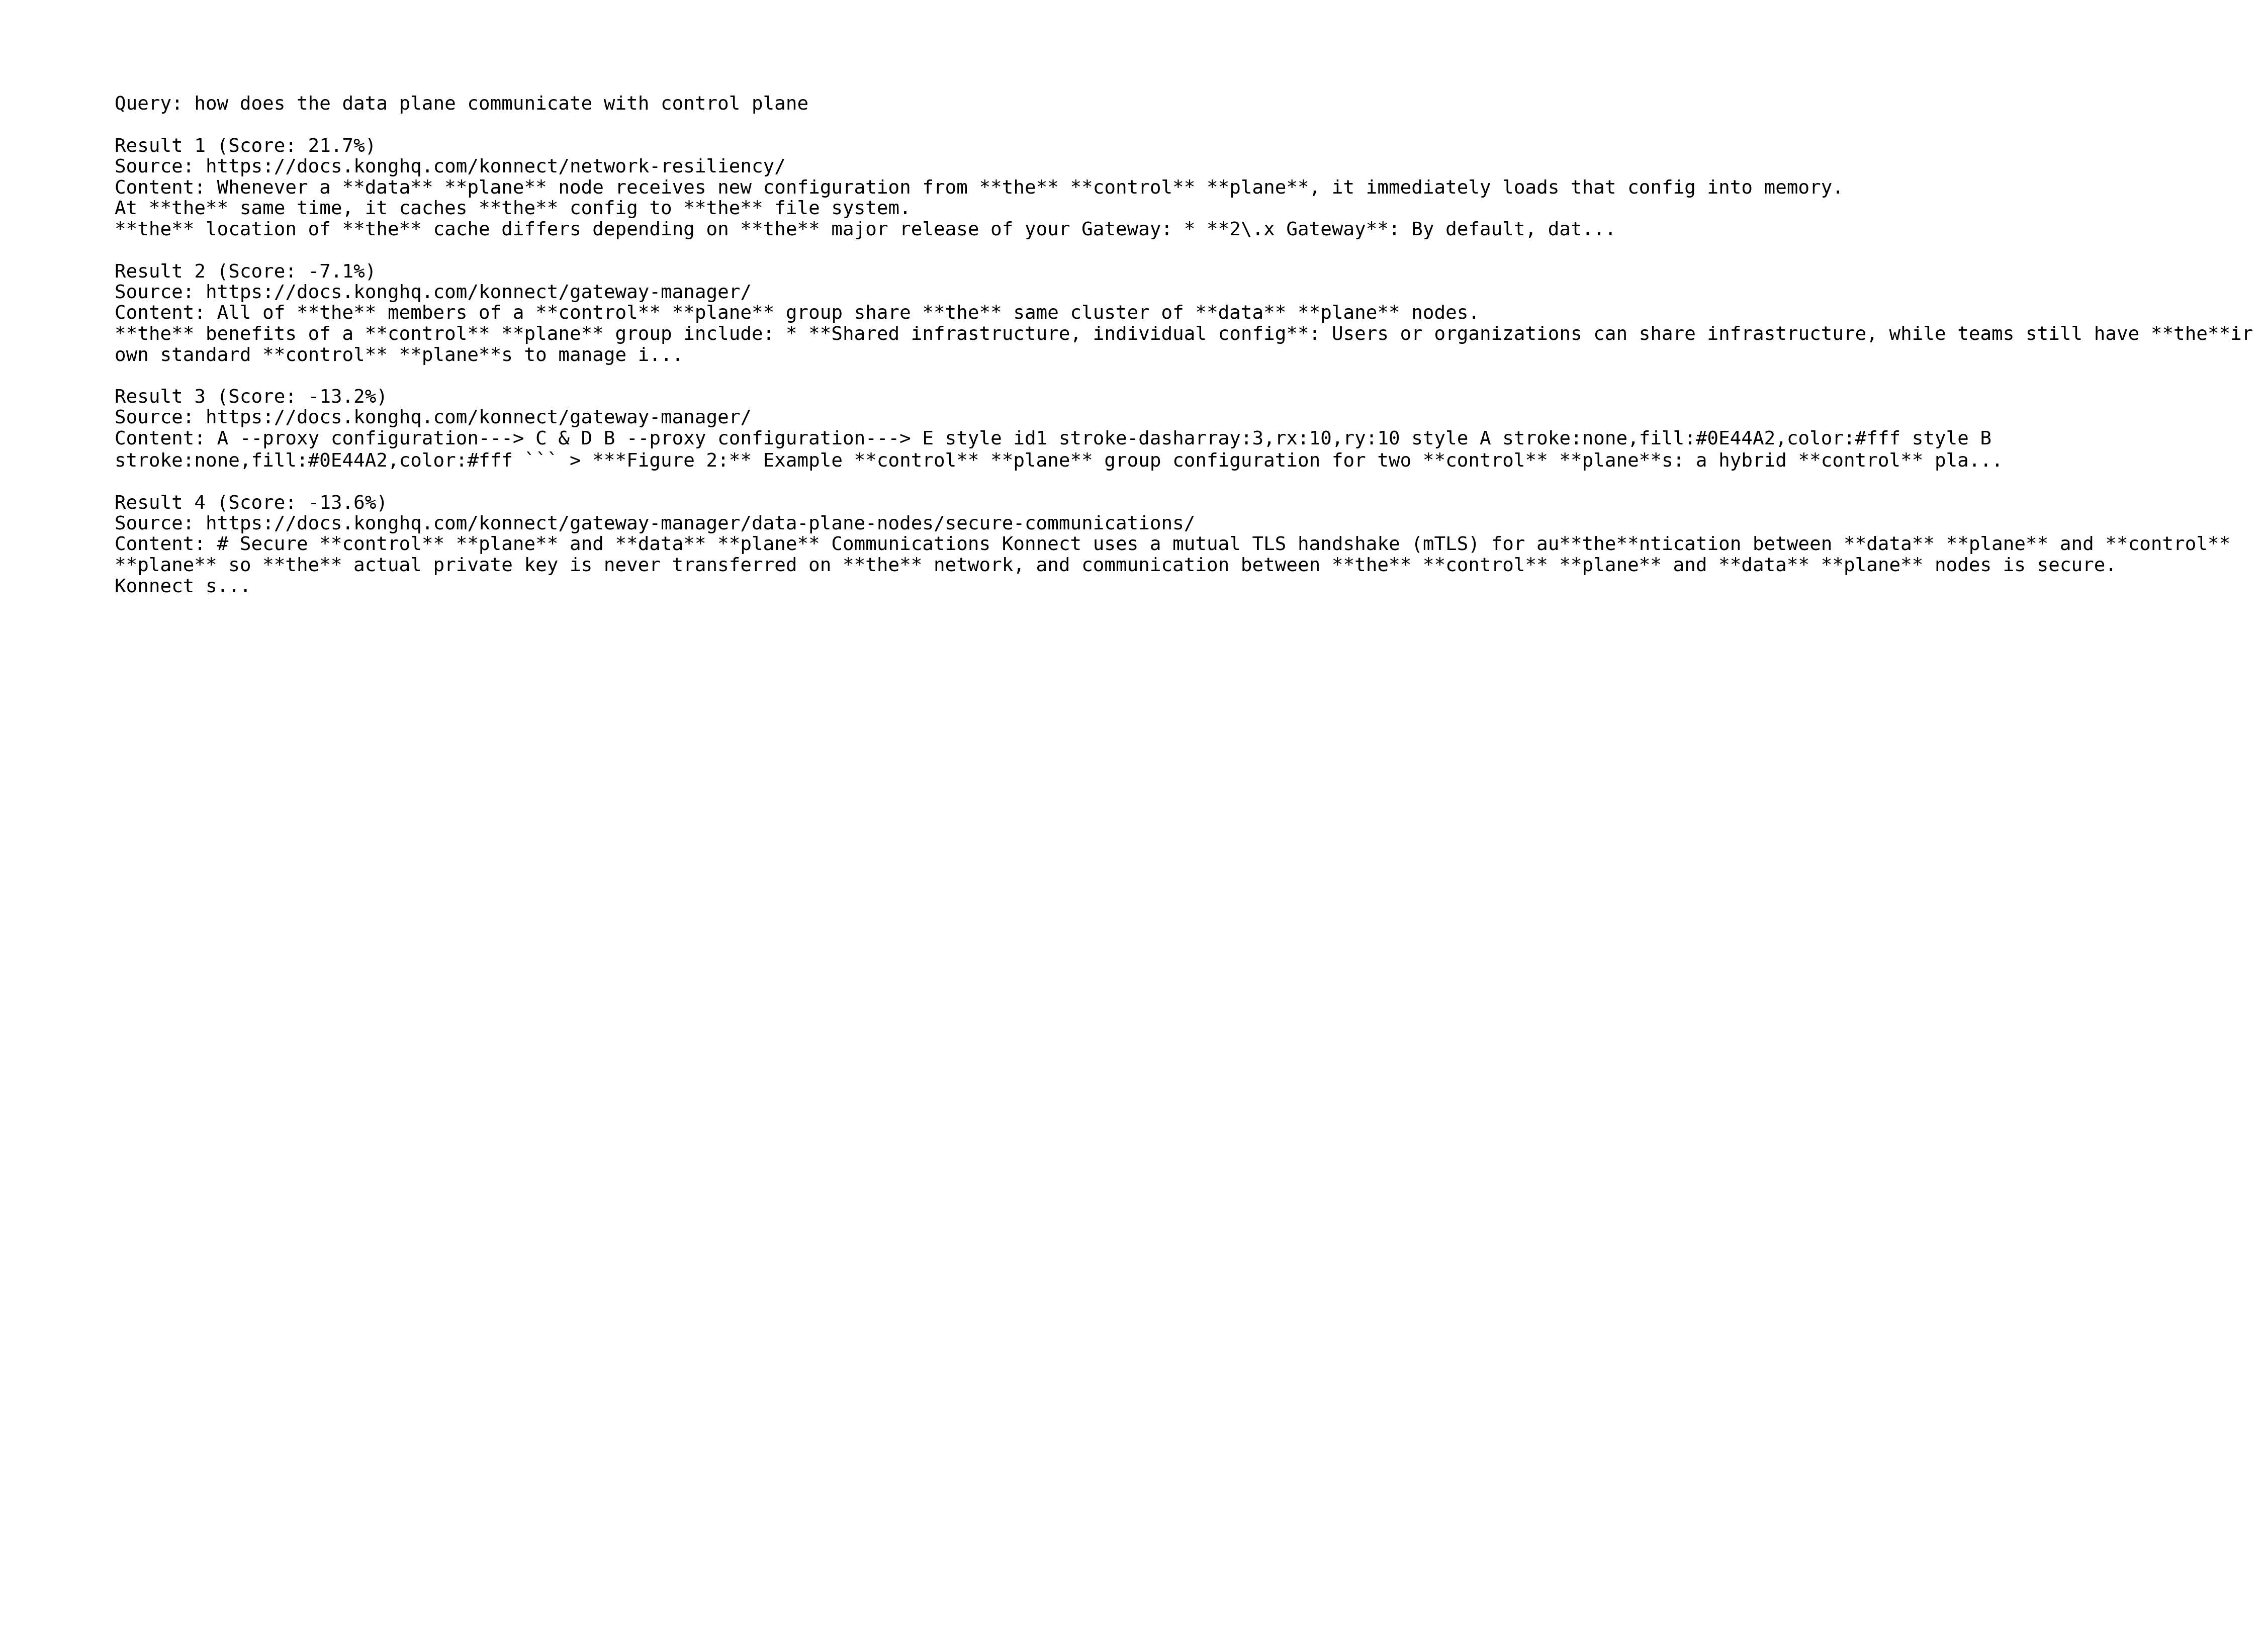 Query: how does the data plane communicate with control plane

Result 1 (Score: 21.7%)
Source: https://docs.konghq.com/konnect/network-resiliency/
Content: Whenever a **data** **plane** node receives new configuration from **the** **control** **plane**, it immediately loads that config into memory.
At **the** same time, it caches **the** config to **the** file system.
**the** location of **the** cache differs depending on **the** major release of your Gateway: * **2\.x Gateway**: By default, dat...

Result 2 (Score: -7.1%)
Source: https://docs.konghq.com/konnect/gateway-manager/
Content: All of **the** members of a **control** **plane** group share **the** same cluster of **data** **plane** nodes.
**the** benefits of a **control** **plane** group include: * **Shared infrastructure, individual config**: Users or organizations can share infrastructure, while teams still have **the**ir
own standard **control** **plane**s to manage i...

Result 3 (Score: -13.2%)
Source: https://docs.konghq.com/konnect/gateway-manager/
Content: A --proxy configuration---> C & D B --proxy configuration---> E style id1 stroke-dasharray:3,rx:10,ry:10 style A stroke:none,fill:#0E44A2,color:#fff style B
stroke:none,fill:#0E44A2,color:#fff ``` > ***Figure 2:** Example **control** **plane** group configuration for two **control** **plane**s: a hybrid **control** pla...

Result 4 (Score: -13.6%)
Source: https://docs.konghq.com/konnect/gateway-manager/data-plane-nodes/secure-communications/
Content: # Secure **control** **plane** and **data** **plane** Communications Konnect uses a mutual TLS handshake (mTLS) for au**the**ntication between **data** **plane** and **control**
**plane** so **the** actual private key is never transferred on **the** network, and communication between **the** **control** **plane** and **data** **plane** nodes is secure.
Konnect s...